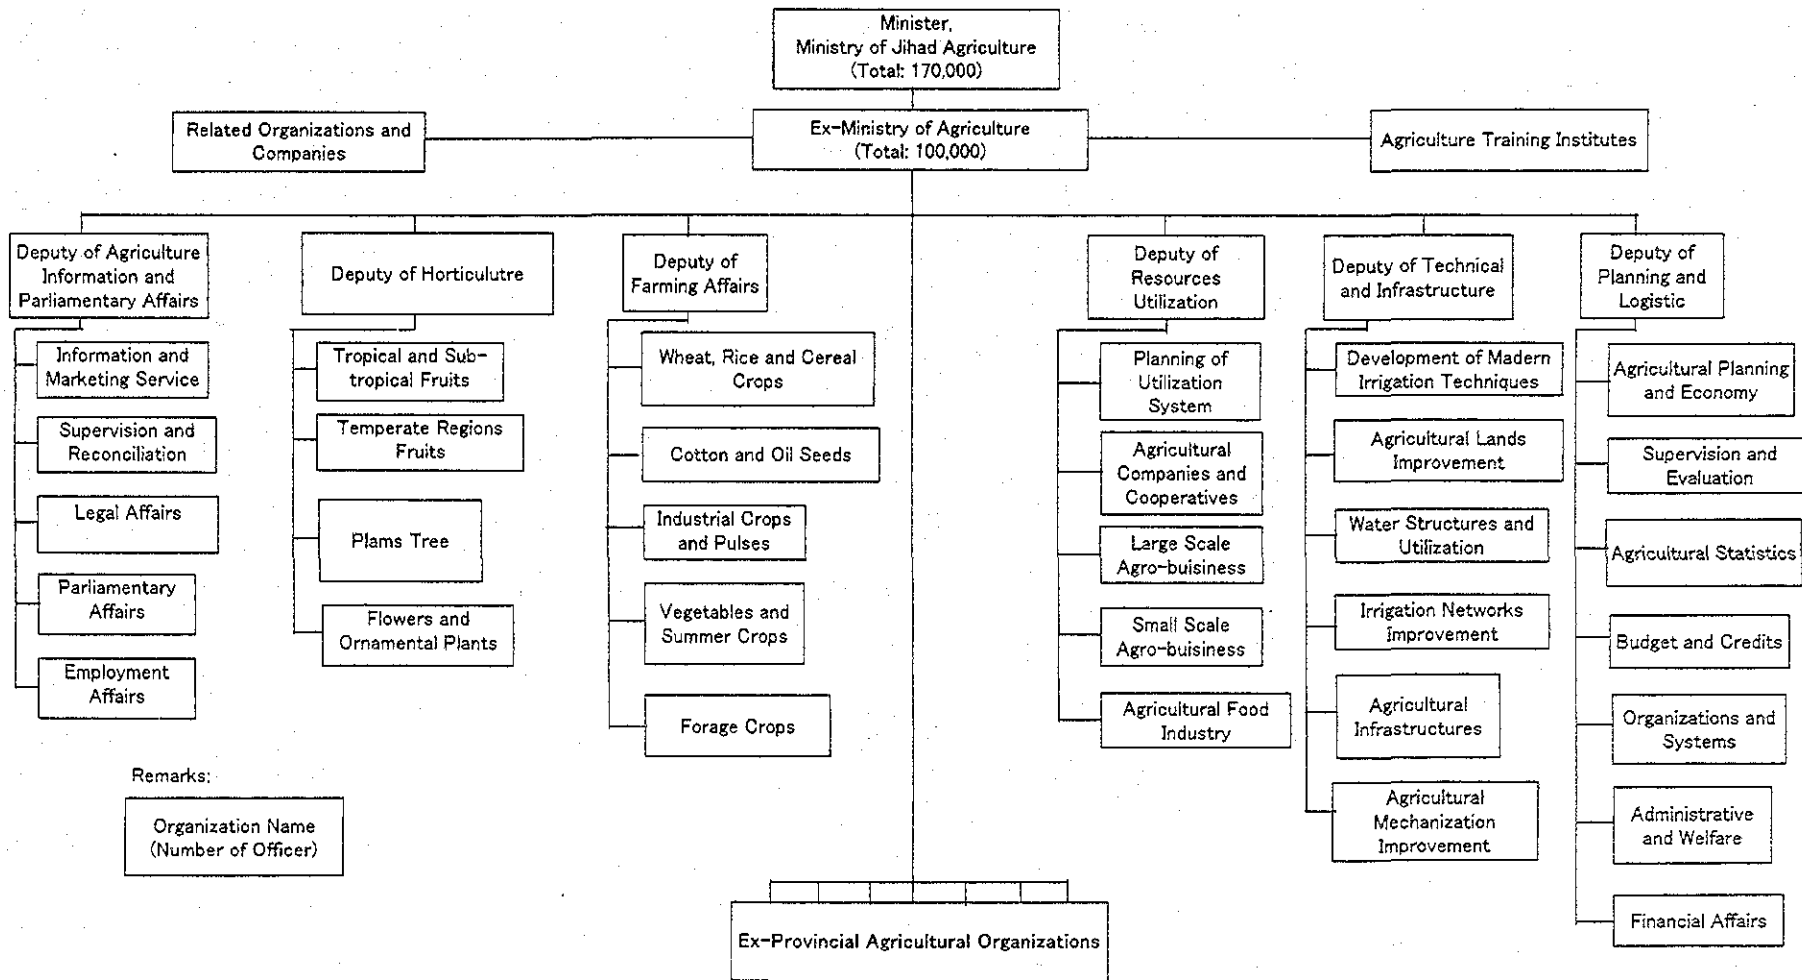 Minister,
Ministry of Jihad Agriculture
(Total: 170,000)
Related Organizations and
Companies
Ex-Ministry of Agriculture
(Total: 100,000)
Agriculture Training Institutes
Deputy of Agriculture
Information and
Parliamentary Affairs
Information and
Marketing Service
Supervision and
Reconciliation
Legal Affairs
Parliamentary
Affairs
Employment
Affairs
Deputy of Horticulutre
Tropical and Sub-
tropical Fruits
Temperate Regions
Fruits
Plams Tree
Flowers and
Ornamental Plants
Deputy of
Farming Affairs
Wheat, Rice and Cereal
Crops
Cotton and Oil Seeds
Industrial Crops
and Pulses
Vegetables and
Summer Crops
Forage Crops
Deputy of
Resources
Utilization
Planning of
Utilization
System
Agricultural
Companies and
Cooperatives
Large Scale
Agro-buisiness
Small Scale
Agro-buisiness
Agricultural Food
Industry
Deputy of Technical
and Infrastructure
Development of Madern
Irrigation Techniques
Agricultural Lands
Improvement
Water Structures and
Utilization
Irrigation Networks
Improvement
Agricultural
Infrastructures
Agricultural
Mechanization
Improvement
Deputy of
Planning and
Logistic
Agricultural Planning
and Economy
Supervision and
Evaluation
Agricultural Statistics
Budget and Credits
Organizations and
Systems
Administrative
and Welfare
Financial Affairs
Remarks:
Organization Name
(Number of Officer)
Ex-Provincial Agricultural Organizations